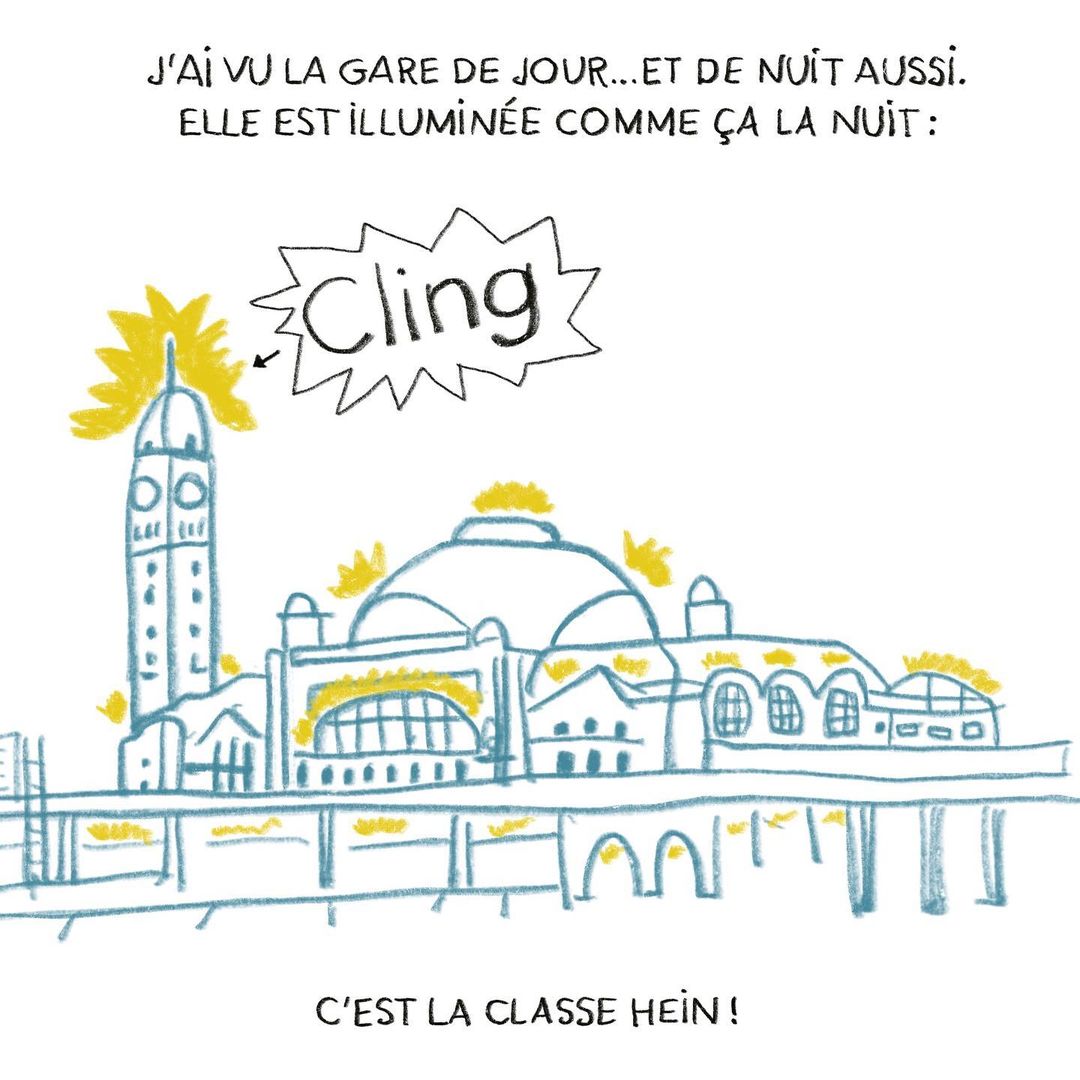 J'AI VU LA GARE DE JOUR...ET DE NUIT AUSSI.
ELLE EST ILLUMINÉE COMME ÇA LA NUIT :
Cling
C'EST LA CLASSE HEIN !